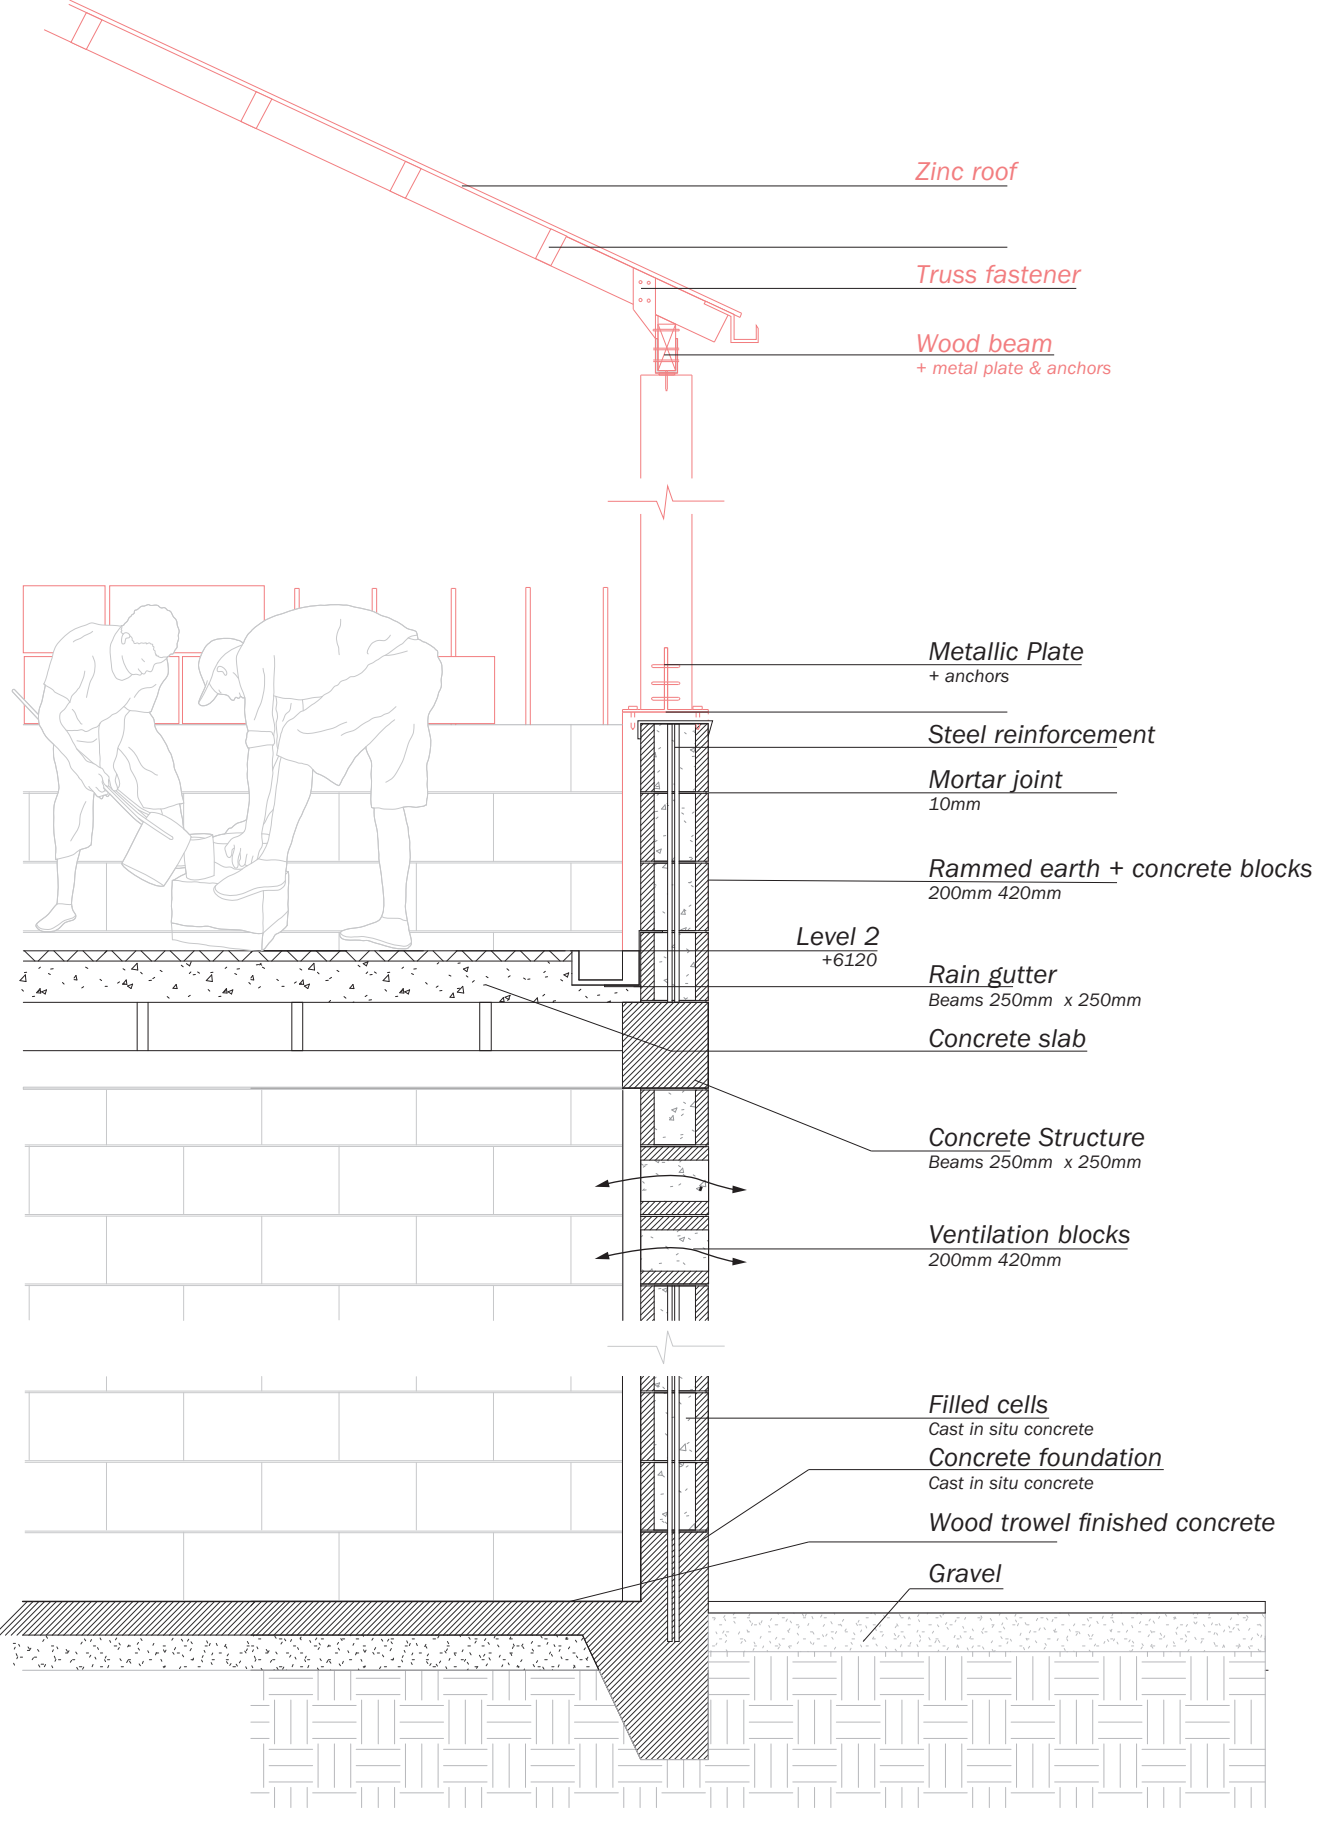 Zinc roof
Truss fastener
Wood beam
+ metal plate & anchors
Metallic Plate
+ anchors
Steel reinforcement
Mortar joint
10mm
Rammed earth + concrete blocks
200mm 420mm
Level 2
+6120
Rain gutter
Beams 250mm x 250mm
Concrete slab
Concrete Structure
Beams 250mm x 250mm
Ventilation blocks
200mm 420mm
Filled cells
Cast in situ concrete
Concrete foundation
Cast in situ concrete
Wood trowel finished concrete
Gravel